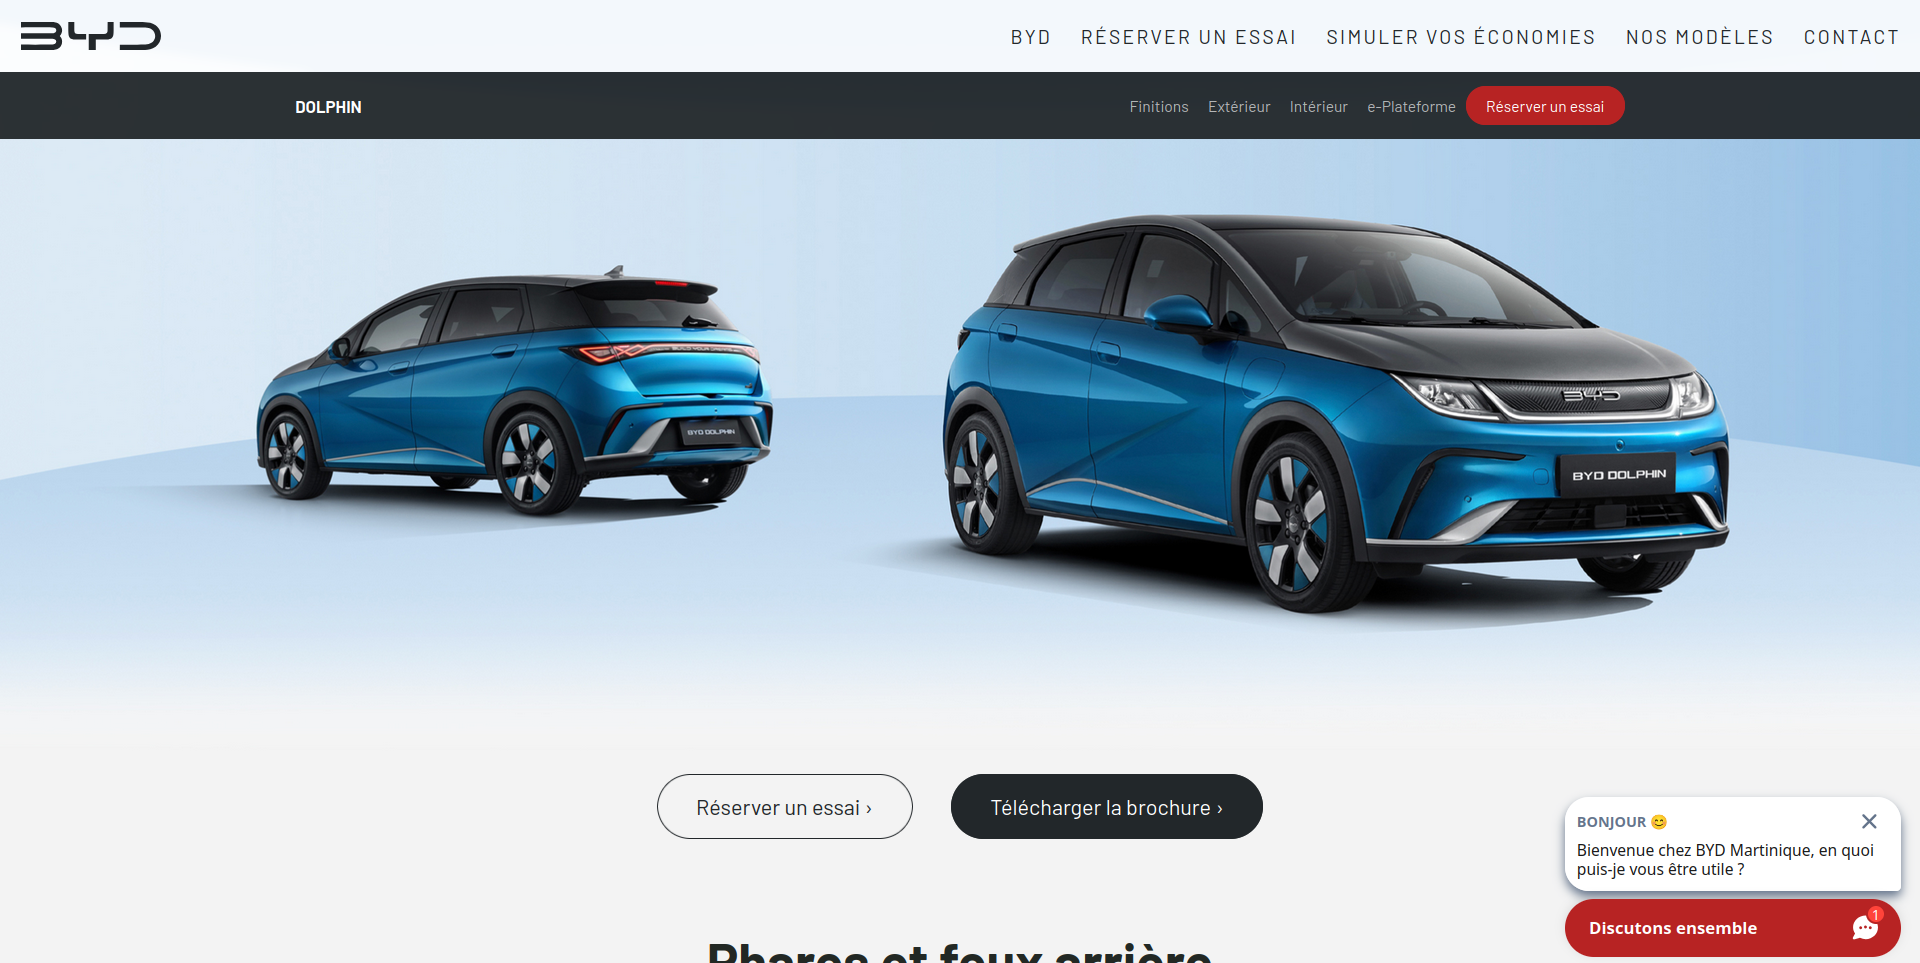 BYD
BYD
RÉSERVER UN ESSAI
SIMULER VOS ÉCONOMIES
NOS MODÈLES
CONTACT
DOLPHIN
Finitions
Extérieur
Intérieur
e-Plateforme
Réserver un essai
BYD DOLPHIN
BYD
BYD DOLPHIN
Réserver un essai ›
Télécharger la brochure ›
BONJOUR 😊
Bienvenue chez BYD Martinique, en quoi
puis-je vous être utile ?
Discutons ensemble
1
Phares et feux arrière